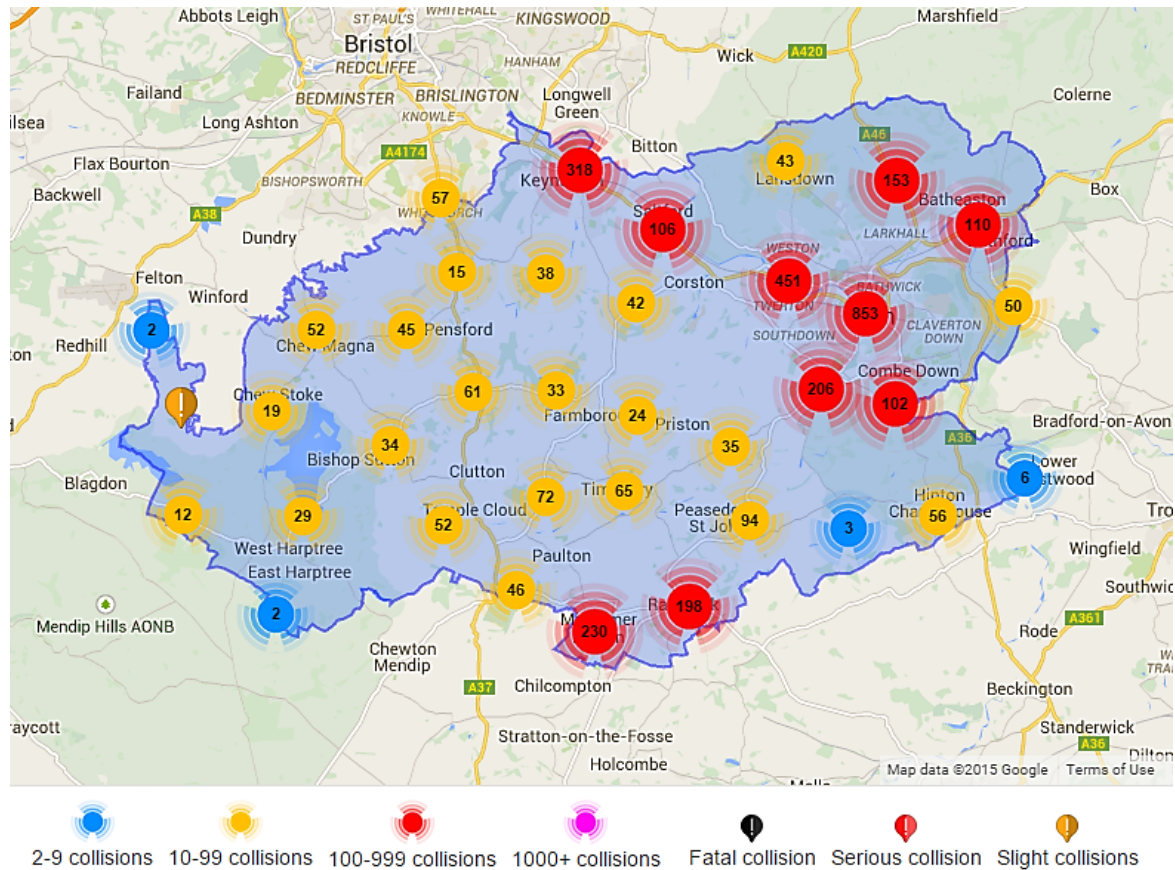 Abbots Leigh
ST PAUL'S
WHITEHALL
KINGSWOOD
Marshfield
Bristol
REDCLIFFE
HANHAM
Wick
A420
Failand
BEDMINSTER
BRISLINGTON
Longwell
Green
Colerne
Long Ashton
KNOWLE
A46
Flax Bourton
A4174
Bitton
BISHOPSWORTH
318
43
Lansdown
153
Box
Backwell
A38
57
Batheaston
106
110
LARKHALL
Dundry
WESTON
Felton
15
38
Corston
451
BATHWICK
TWERTON
Winford
42
50
853
2
52
45
Pensford
SOUTHDOWN
CLAVERTON
DOWN
Redhill
Chew Magna
Combe Down
61
33
206
102
Chew Stoke
19
24
Priston
Bradford-on-Avon
34
35
A36
Bishop Sutton
Clutton
Lower
6
Blagdon
72
65
12
29
52
94
3
56
Hinton
Temple Cloud
West Harptree
East Harptree
Paulton
Wingfield
46
2
198
230
Mendip Hills AONB
A361
Rode
Chewton
Mendip
A37
Chilcompton
Beckington
Stratton-on-the-Fosse
Standerwick
A36
Holcombe
Map data ©2015 Google
Terms of Use
2-9 collisions
10-99 collisions
100-999 collisions
1000+ collisions
Fatal collision
Serious collision
Slight collisions